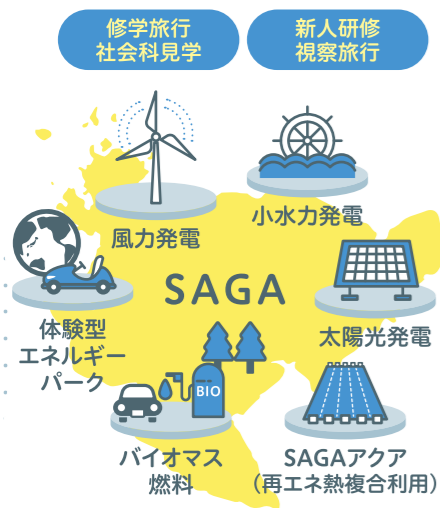 修学旅行
社会科見学
新人研修
視察旅行
風力発電
小水力発電
SAGA
体験型
エネルギー
パーク
太陽光発電
BIO
バイオマス
燃料
SAGAアクア
(再エネ熱複合利用)